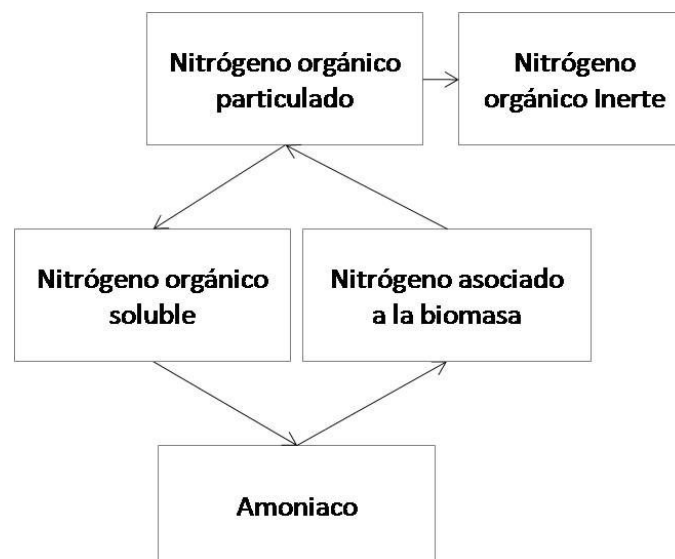 Nitrógeno orgánico
particulado
Nitrógeno
orgánico Inerte
Nitrógeno orgánico
soluble
Nitrógeno asociado
a la biomasa
Amoniaco